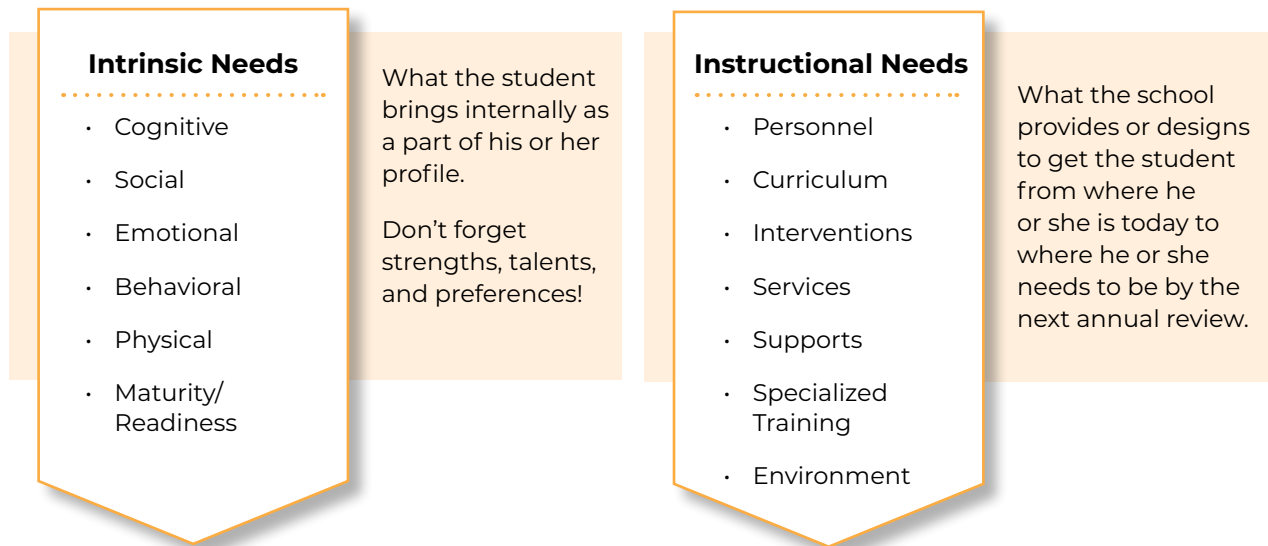 Intrinsic Needs
• Cognitive
• Social
• Emotional
• Behavioral
• Physical
• Maturity/
Readiness
What the student
brings internally as
a part of his or her
profile.
Don’t forget
strengths, talents,
and preferences!
Instructional Needs
• Personnel
• Curriculum
• Interventions
• Services
• Supports
• Specialized
Training
• Environment
What the school
provides or designs
to get the student
from where he
or she is today to
where he or she
needs to be by the
next annual review.